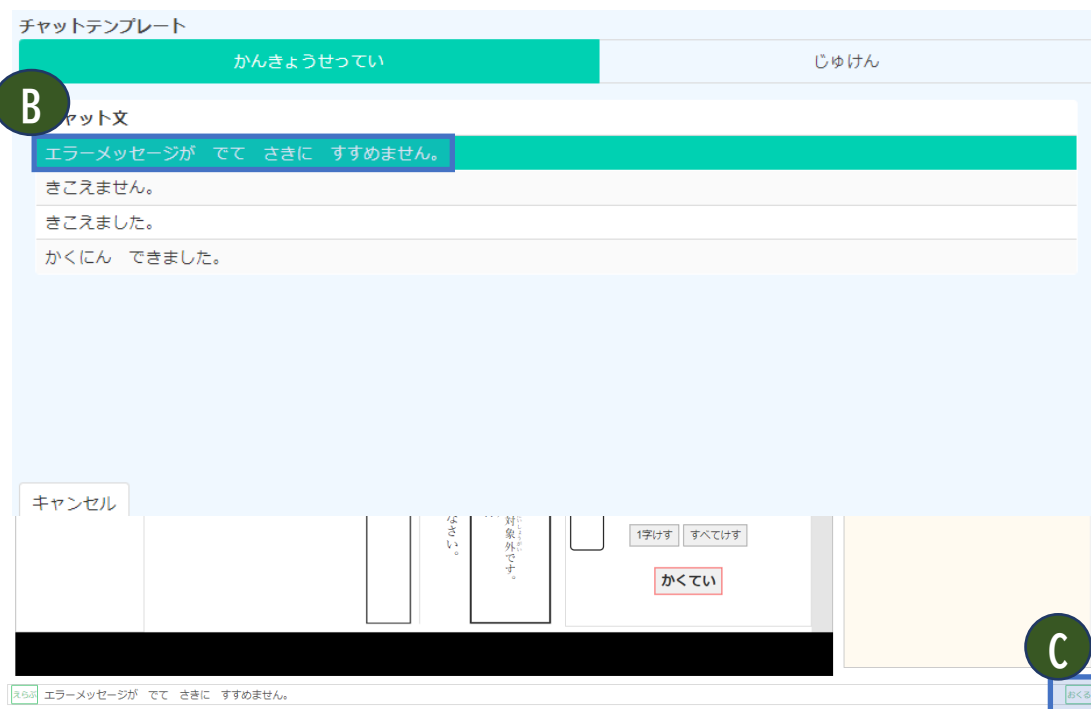 チャットテンプレート
かんきょうせってい
じゅけん
B
ャット文
エラーメッセージが でて さきに すすめません。
きこえません。
きこえました。
かくにん できました。
キャンセル
なさい。
対象外です。
1字けす すべてけす
かくてい
C
えらぶ エラーメッセージが でて さきに すすめません。
おくる